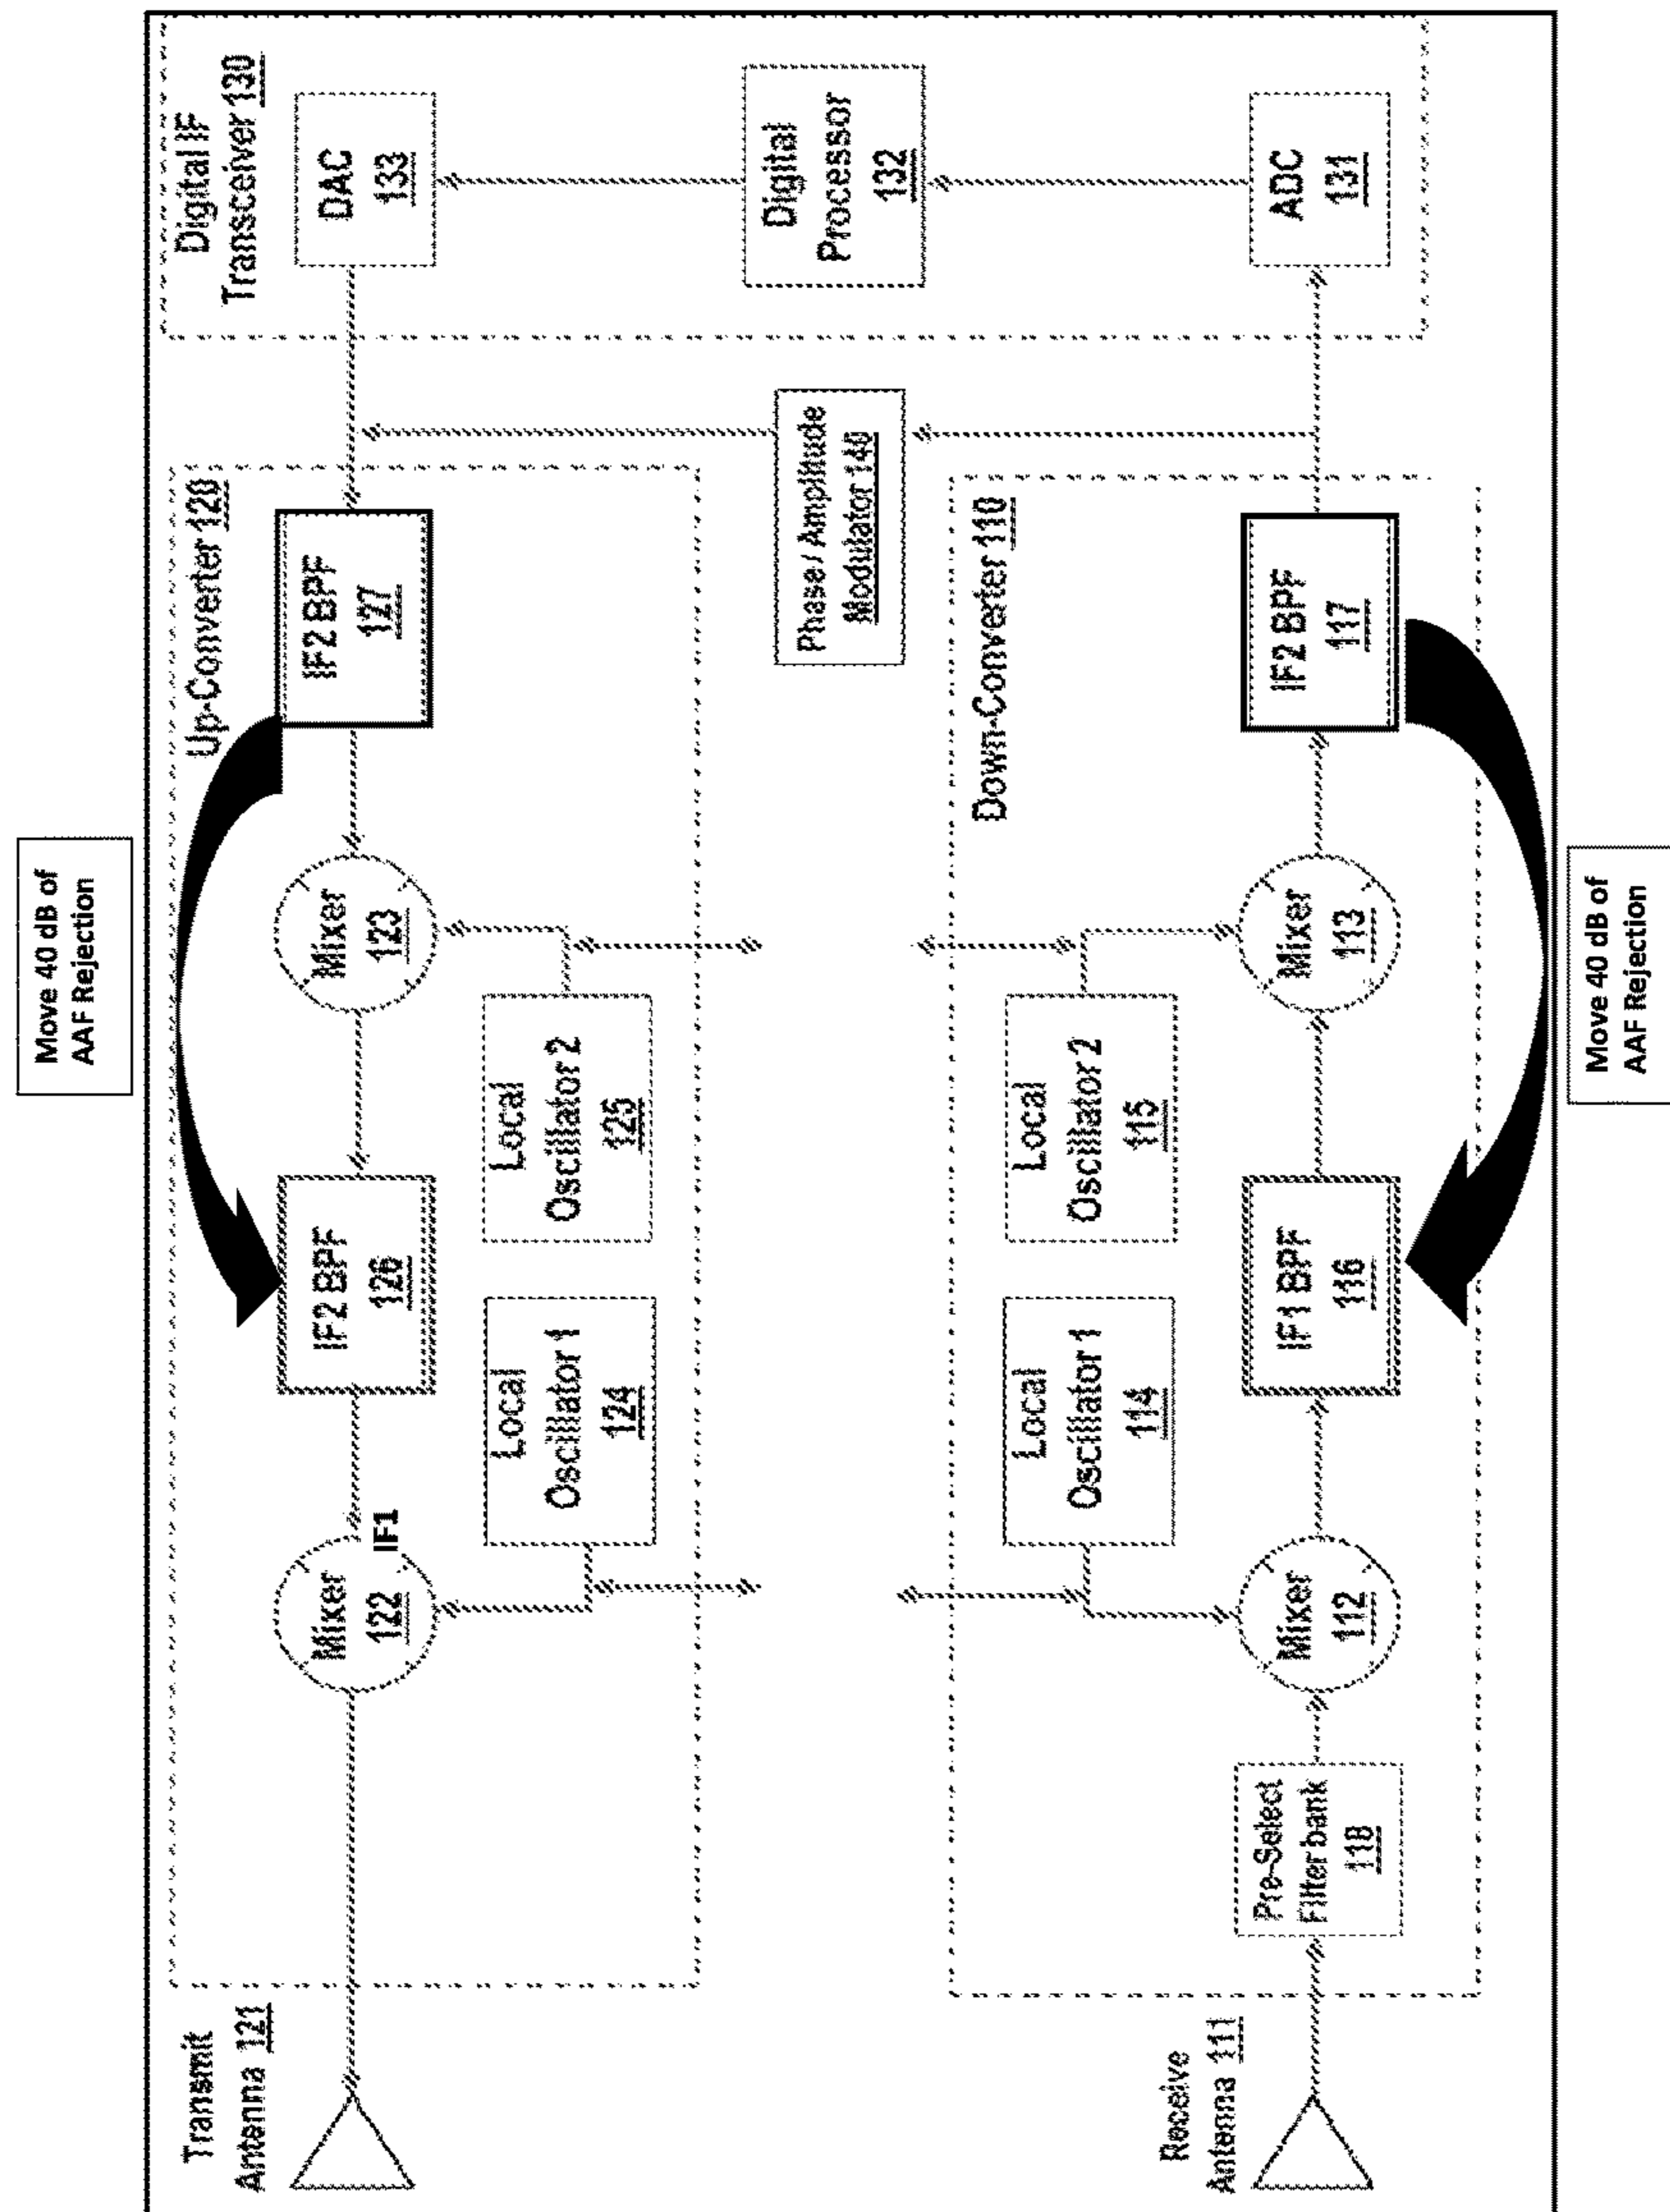 Move 40 dB of
AAF Rejection
Transmit
Antenna 121
Up-Converter 120
Digital IF
Transceiver 130
Mixer
122
IF1
IF2 BPF
126
Mixer
123
IF2 BPF
127
DAC
133
Local
Oscillator 1
124
Local
Oscillator 2
125
Phase / Amplitude
Modulator 140
Digital
Processor
132
Down-Converter 110
Local
Oscillator 1
114
Local
Oscillator 2
115
Receive
Antenna 111
Pre-Select
Filterbank
118
Mixer
112
IF1 BPF
116
Mixer
113
IF2 BPF
117
ADC
131
Move 40 dB of
AAF Rejection